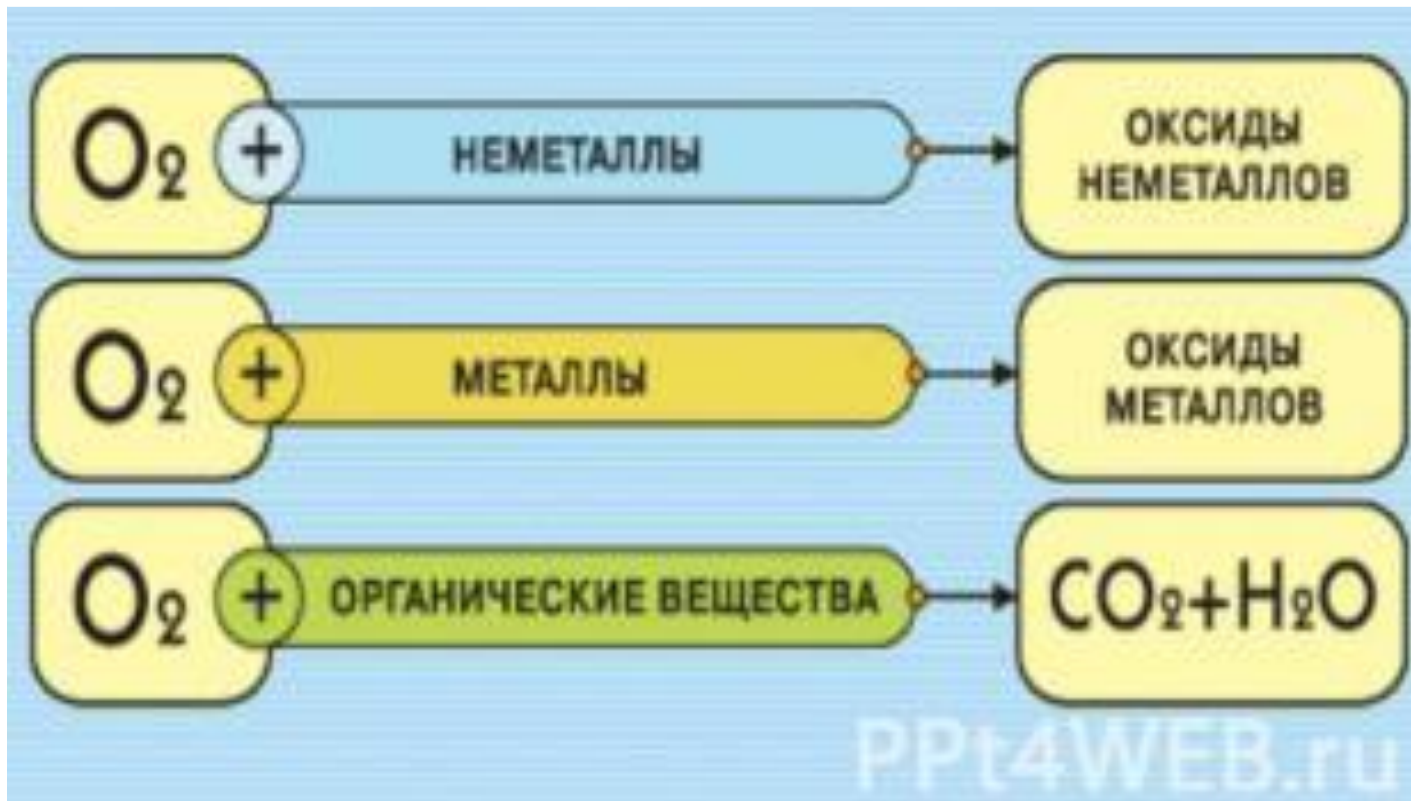 O₂ + НЕМЕТАЛЛЫ
ОКСИДЫ
НЕМЕТАЛЛОВ
O₂ + МЕТАЛЛЫ
ОКСИДЫ
МЕТАЛЛОВ
O₂ + ОРГАНИЧЕСКИЕ ВЕЩЕСТВА
CO₂+H₂O
PPt4WEB.ru